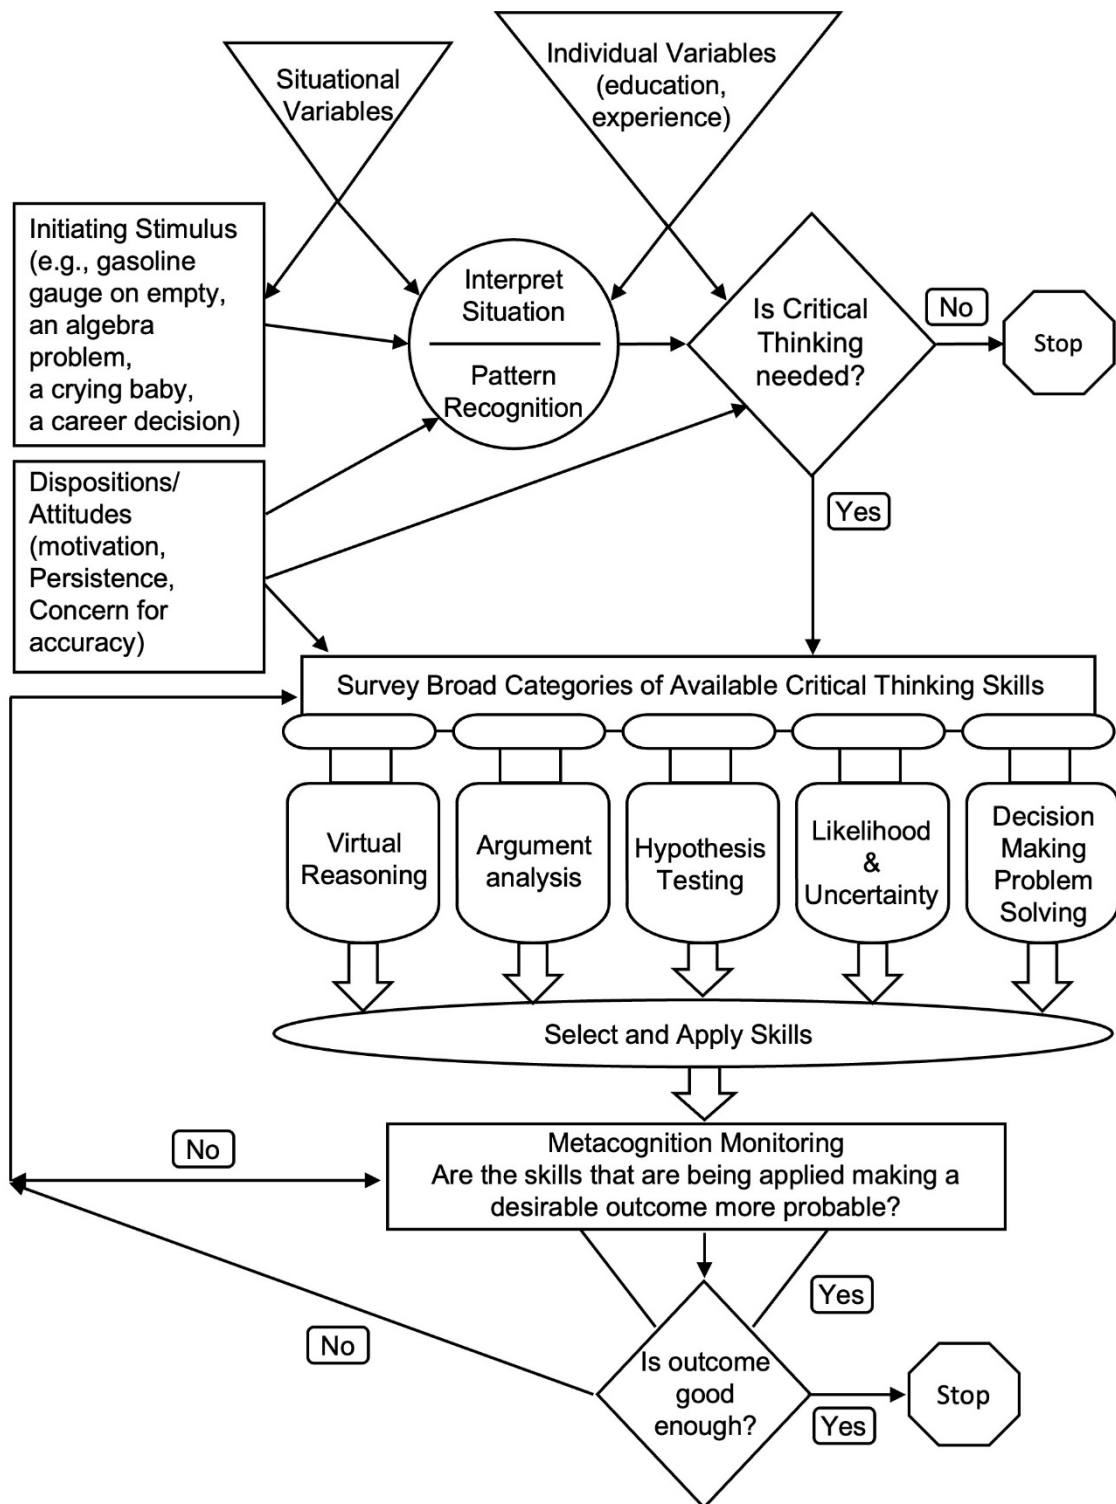 Situational
Variables
Individual Variables
(education,
experience)
Initiating Stimulus
(e.g., gasoline
gauge on empty,
an algebra
problem,
a crying baby,
a career decision)
Interpret
Situation
Pattern
Recognition
Is Critical
Thinking
needed?
No
Stop
Dispositions/
Attitudes
(motivation,
Persistence,
Concern for
accuracy)
Yes
Survey Broad Categories of Available Critical Thinking Skills
Virtual
Reasoning
Argument
analysis
Hypothesis
Testing
Likelihood
&
Uncertainty
Decision
Making
Problem
Solving
Select and Apply Skills
No
Metacognition Monitoring
Are the skills that are being applied making a
desirable outcome more probable?
Yes
No
Is outcome
good
enough?
Yes
Stop